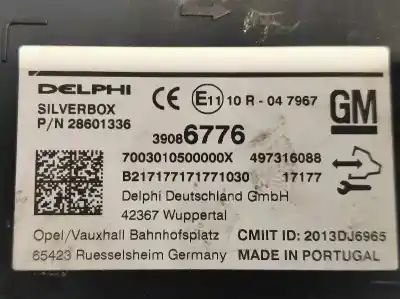 DELPHI
SILVERBOX
P/N 28601336
CE E11 10 R - 04 7967
GM
39086776
7003010500000X 497316088
B217177171771030 17177
Delphi Deutschland GmbH
42367 Wuppertal
Opel/Vauxhall Bahnhofsplatz CMIIT ID: 2013DJ6965
65423 Ruesselsheim Germany MADE IN PORTUGAL